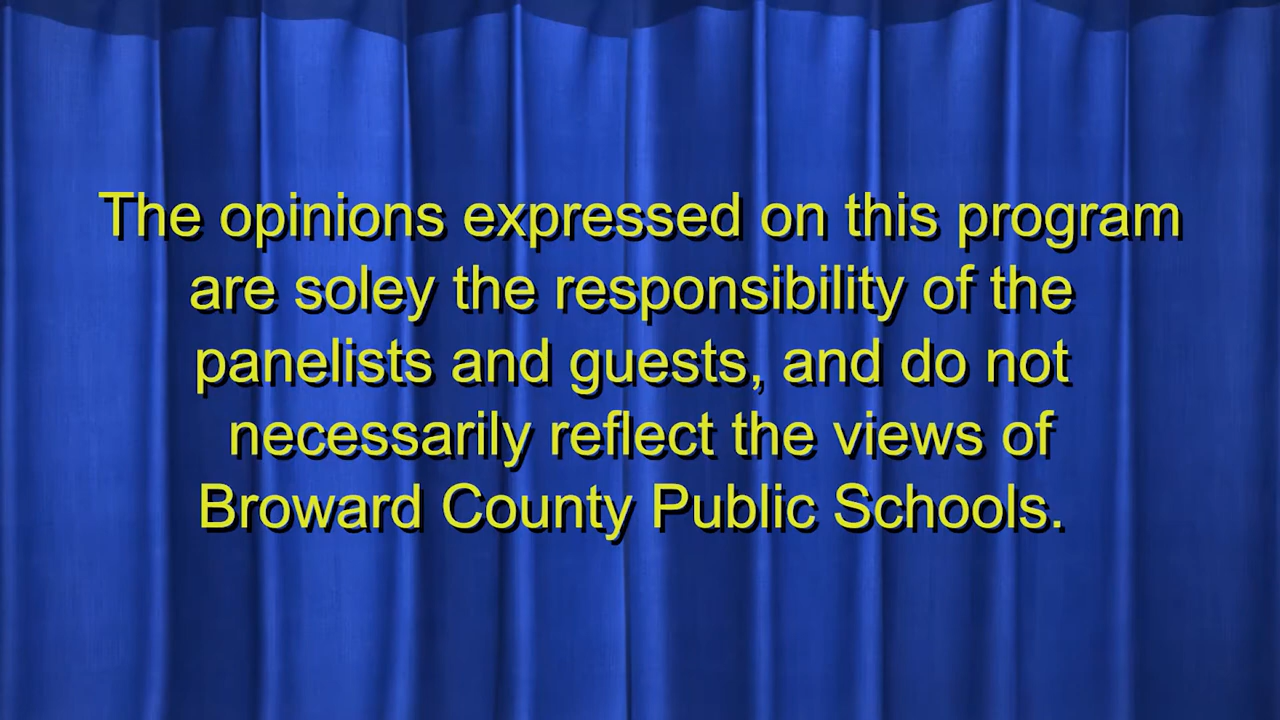 The opinions expressed on this program
are soley the responsibility of the
panelists and guests, and do not
necessarily reflect the views of
Broward County Public Schools.